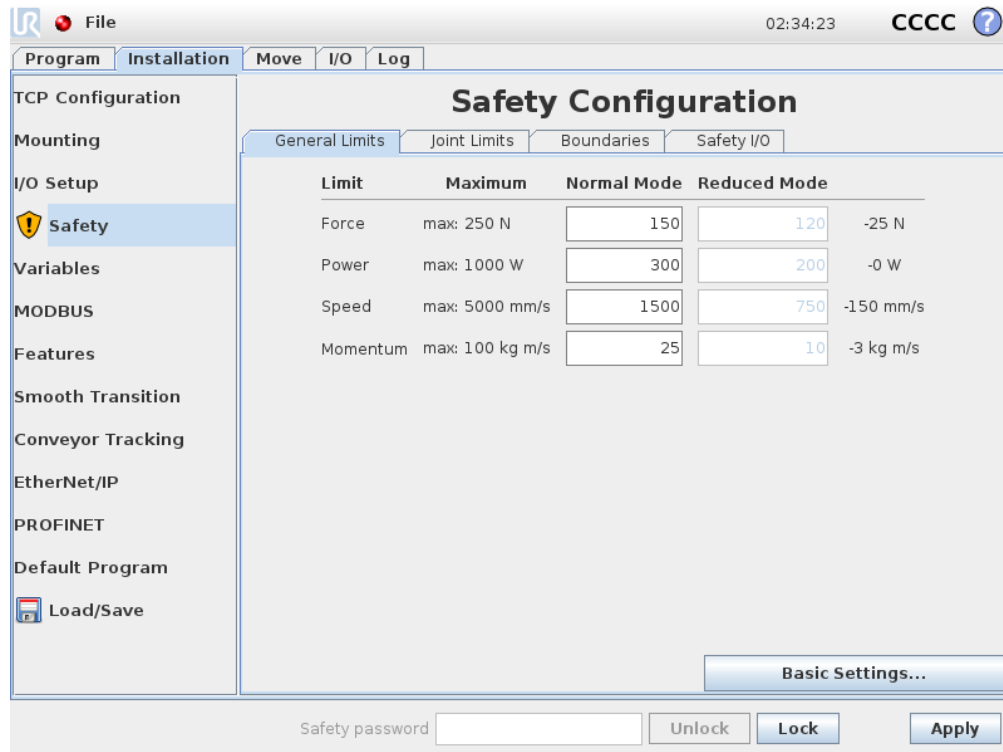 UR File 02:34:23 CCCC ?
Program Installation Move I/O Log
TCP Configuration
Mounting
I/O Setup
Safety
Variables
MODBUS
Features
Smooth Transition
Conveyor Tracking
EtherNet/IP
PROFINET
Default Program
Load/Save
Safety Configuration
General Limits Joint Limits Boundaries Safety I/O
Limit Maximum Normal Mode Reduced Mode
Force max: 250 N 150 120 -25 N
Power max: 1000 W 300 200 -0 W
Speed max: 5000 mm/s 1500 750 -150 mm/s
Momentum max: 100 kg m/s 25 10 -3 kg m/s
Basic Settings...
Safety password Unlock Lock Apply